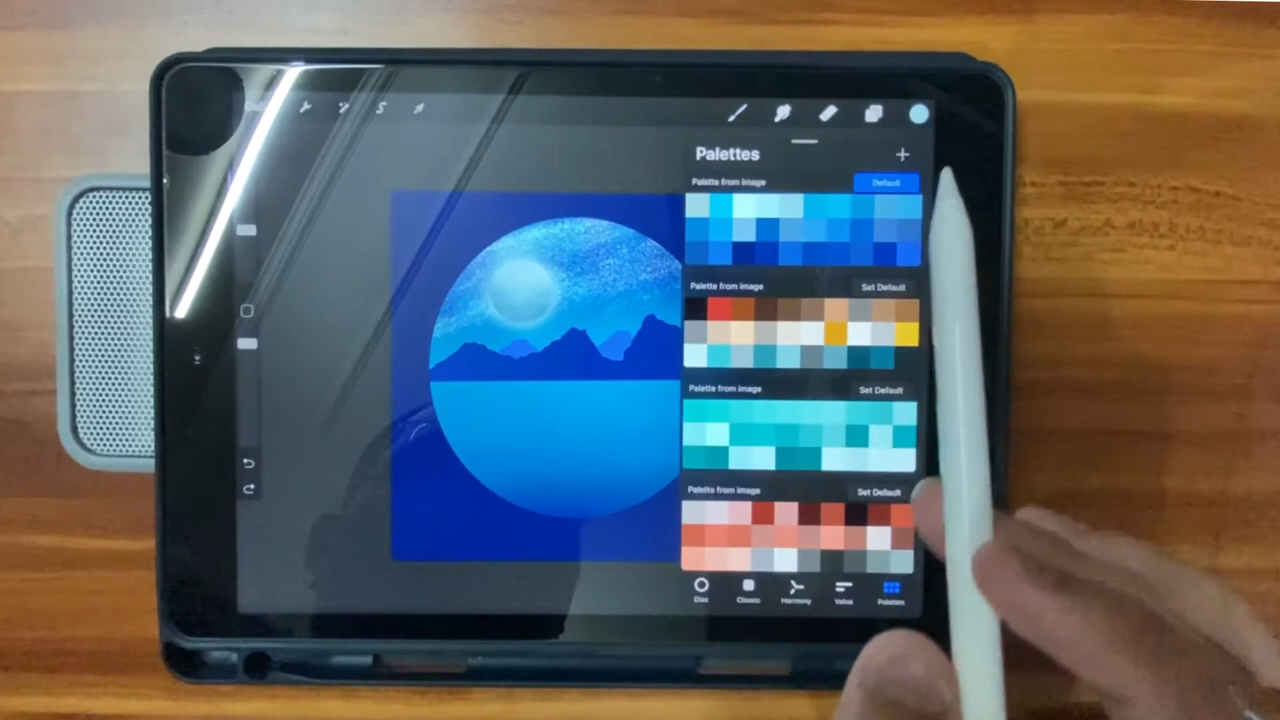 Palettes
Palette from image Default
Palette from image Set Default
Palette from image Set Default
Palette from image Set Default
Disc Classic Harmony Value Palettes